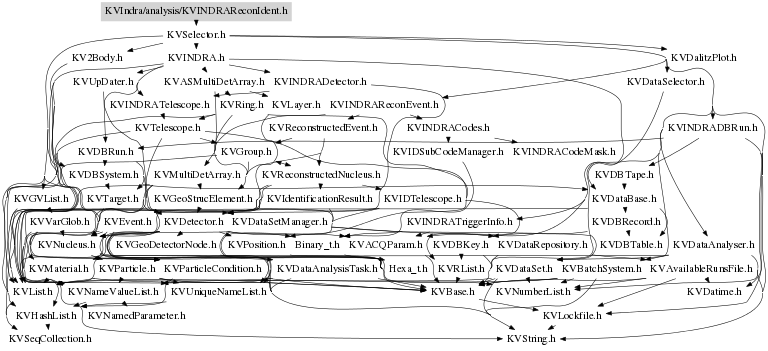 KVIndra/analysis/KVINDRAReconIdent.h
KVSelector.h
KV2Body.h KVINDRA.h KVDalitzPlot.h
KVUpDater.h KVASMultiDetArray.h KVINDRADetector.h KVDataSelector.h
KVINDRATelescope.h KVRing.h KVLayer.h KVINDRAReconEvent.h
KVTelescope.h KVReconstructedEvent.h KVINDRACodes.h KVINDRADBRun.h
KVDBRun.h KVGroup.h KVIDSubCodeManager.h KVINDRACodeMask.h
KVDBSystem.h KVMultiDetArray.h KVReconstructedNucleus.h KVDBTape.h
KVGVList.h KVTarget.h KVGeoStrucElement.h KVIdentificationResult.h KVIDTelescope.h KVDataBase.h
KVVarGlob.h KVEvent.h KVDetector.h KVDataSetManager.h KVINDRATriggerInfo.h KVDBRecord.h
KVNucleus.h KVGeoDetectorNode.h KVPosition.h Binary_t.h KVACQParam.h KVDBKey.h KVDataRepository.h KVDBTable.h KVDataAnalyser.h
KVMaterial.h KVParticle.h KVParticleCondition.h KVDataAnalysisTask.h Hexa_t.h KVRList.h KVDataSet.h KVBatchSystem.h KVAvailableRunsFile.h
KVList.h KVNameValueList.h KVUniqueNameList.h KVBase.h KVNumberList.h KVDatime.h
KVHashList.h KVNamedParameter.h KVLockfile.h
KVSeqCollection.h KVString.h